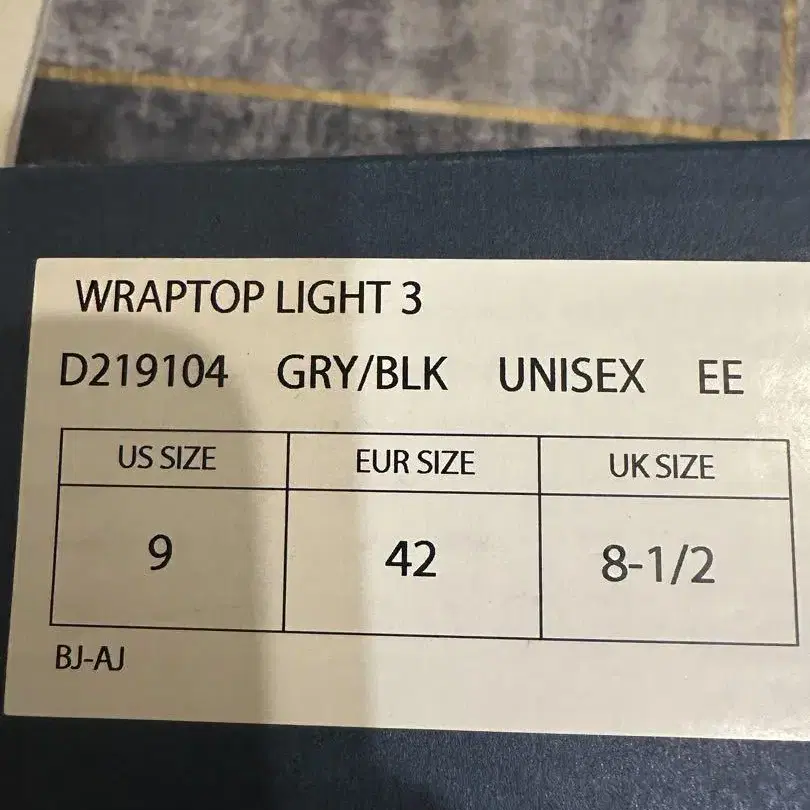 WRAPTOP LIGHT 3
D219104 GRY/BLK UNISEX EE
US SIZE EUR SIZE UK SIZE
9 42 8-1/2
BJ-AJ